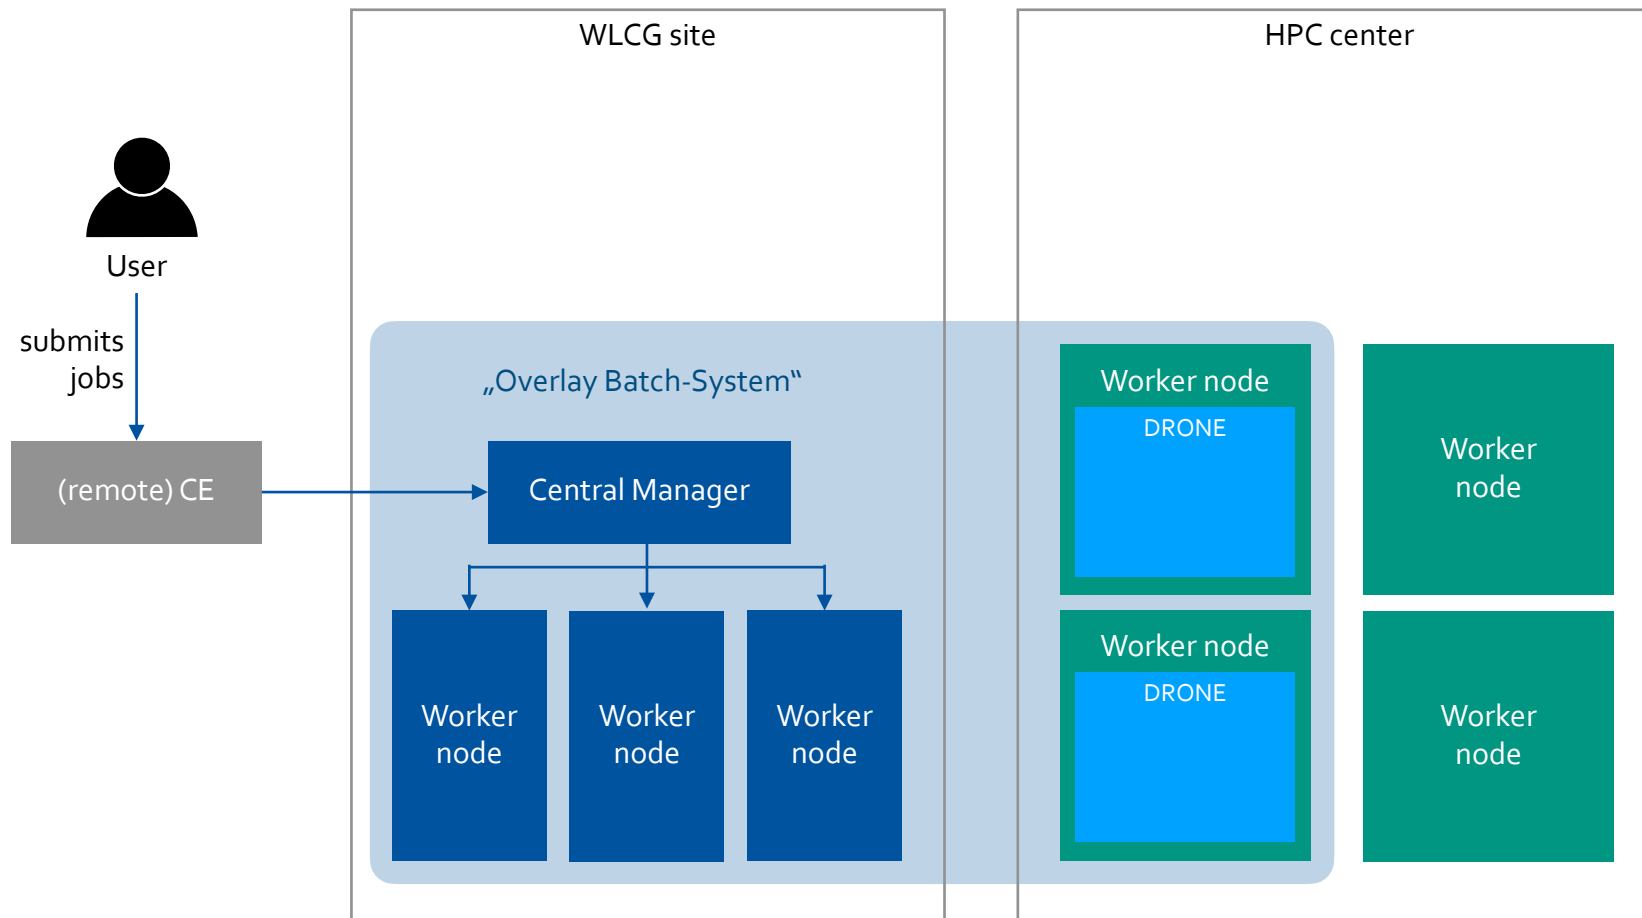 WLCG site
HPC center
User
submits
jobs
(remote) CE
„Overlay Batch-System“
Central Manager
Worker
node
Worker
node
Worker
node
Worker node
DRONE
Worker
node
Worker node
DRONE
Worker
node